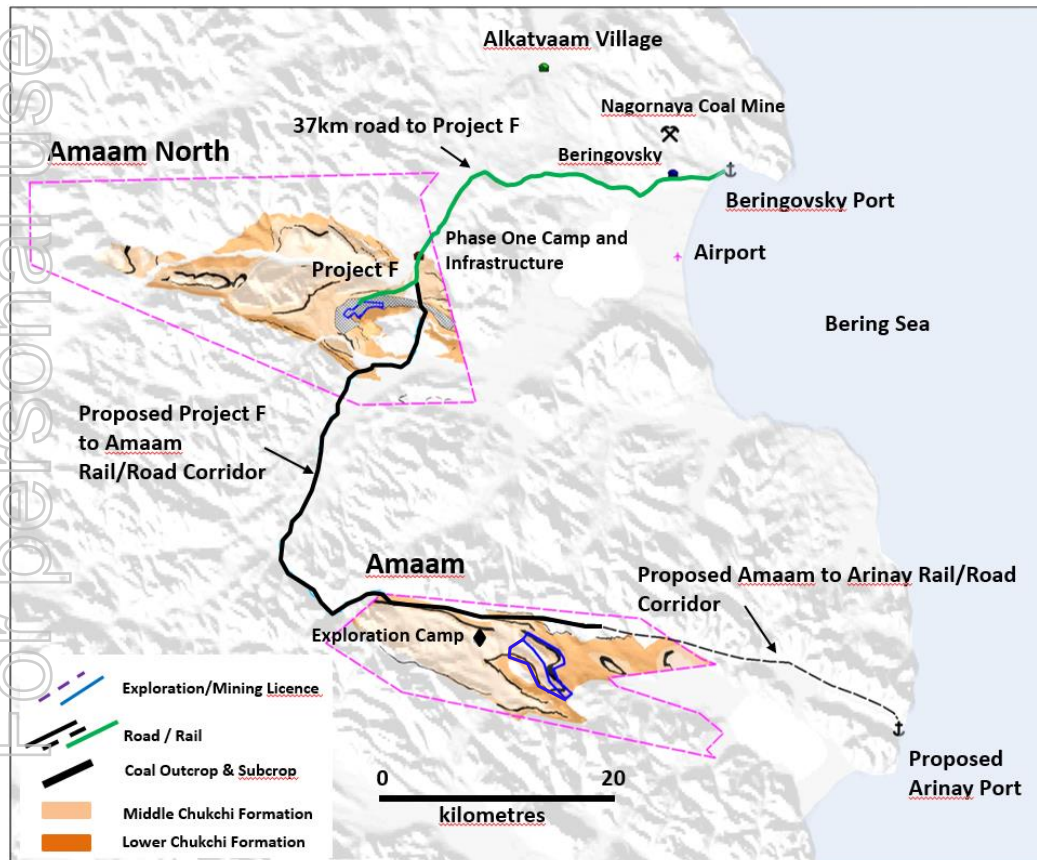 For personal use
Alkatvaam Village
Nagornaya Coal Mine
37km road to Project F
Amaam North
Beringovsky
Beringovsky Port
Phase One Camp and
Infrastructure
Project F
Airport
Bering Sea
Proposed Project F
to Amaam
Rail/Road Corridor
Amaam
Proposed Amaam to Arinay Rail/Road
Corridor
Exploration Camp
Exploration/Mining Licence
Road / Rail
Coal Outcrop & Subcrop
Middle Chukchi Formation
Lower Chukchi Formation
0 20
kilometres
Proposed
Arinay Port